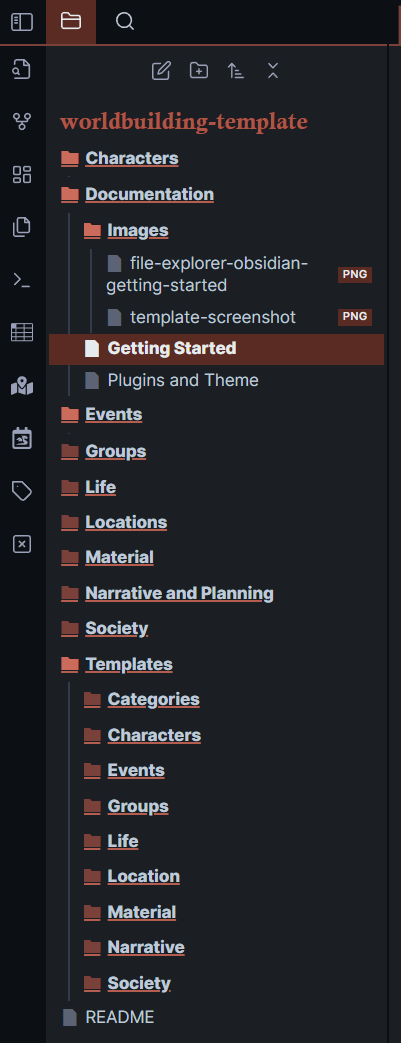 worldbuilding-template
Characters
Documentation
Images
file-explorer-obsidian-
getting-started
PNG
template-screenshot
PNG
Getting Started
Plugins and Theme
Events
Groups
Life
Locations
Material
Narrative and Planning
Society
Templates
Categories
Characters
Events
Groups
Life
Location
Material
Narrative
Society
README